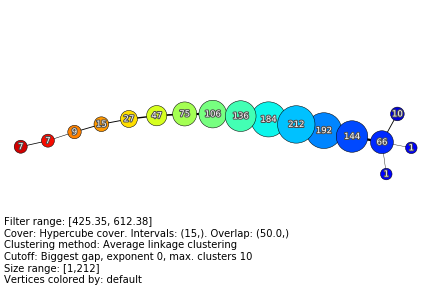 7 7 9 15 27 47 75 106 136 184 212 192 144 66 10 1 1
Filter range: [425.35, 612.38]
Cover: Hypercube cover. Intervals: (15,). Overlap: (50.0,)
Clustering method: Average linkage clustering
Cutoff: Biggest gap, exponent 0, max. clusters 10
Size range: [1,212]
Vertices colored by: default